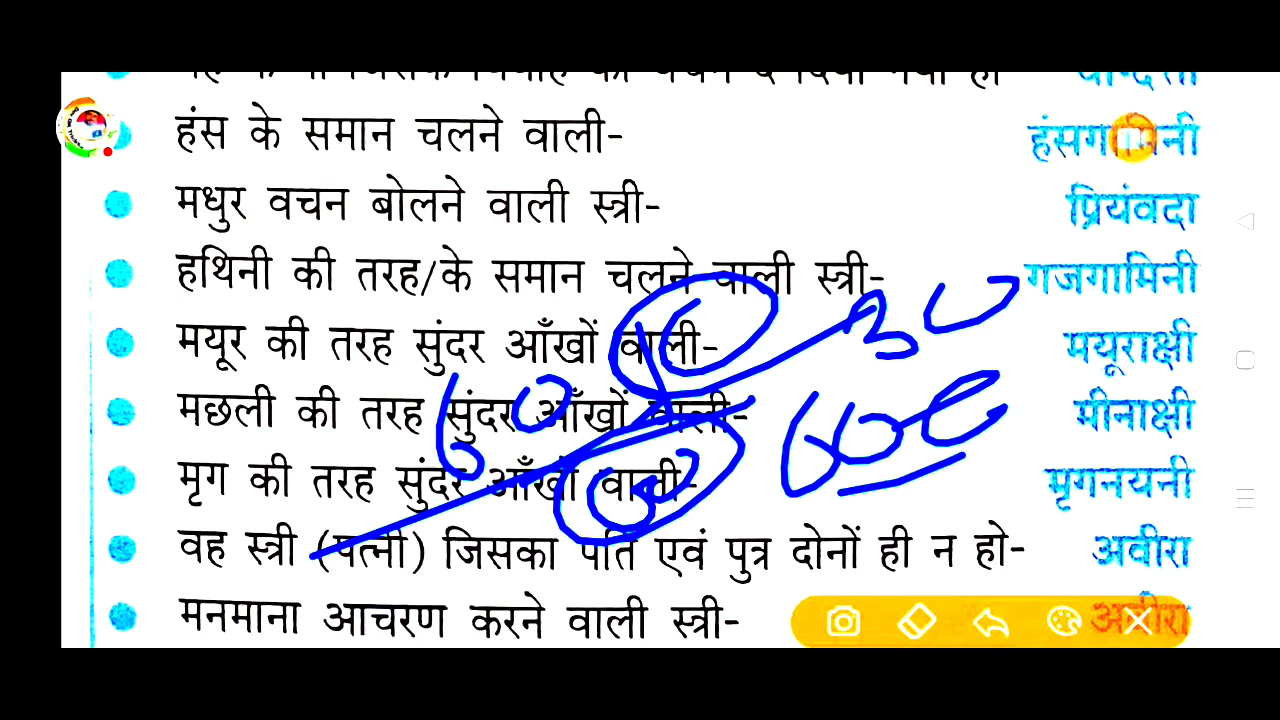 हंस के समान चलने वाली- हंसगामिनी
मधुर वचन बोलने वाली स्त्री- प्रियंवदा
हथिनी की तरह/के समान चलने वाली स्त्री- गजगामिनी
मयूर की तरह सुंदर आँखों वाली- मयूराक्षी
मछली की तरह सुंदर आँखों वाली- मीनाक्षी
मृग की तरह सुंदर आँखों वाली- मृगनयनी
वह स्त्री (पत्नी) जिसका पति एवं पुत्र दोनों ही न हो- अवीरा
मनमाना आचरण करने वाली स्त्री-